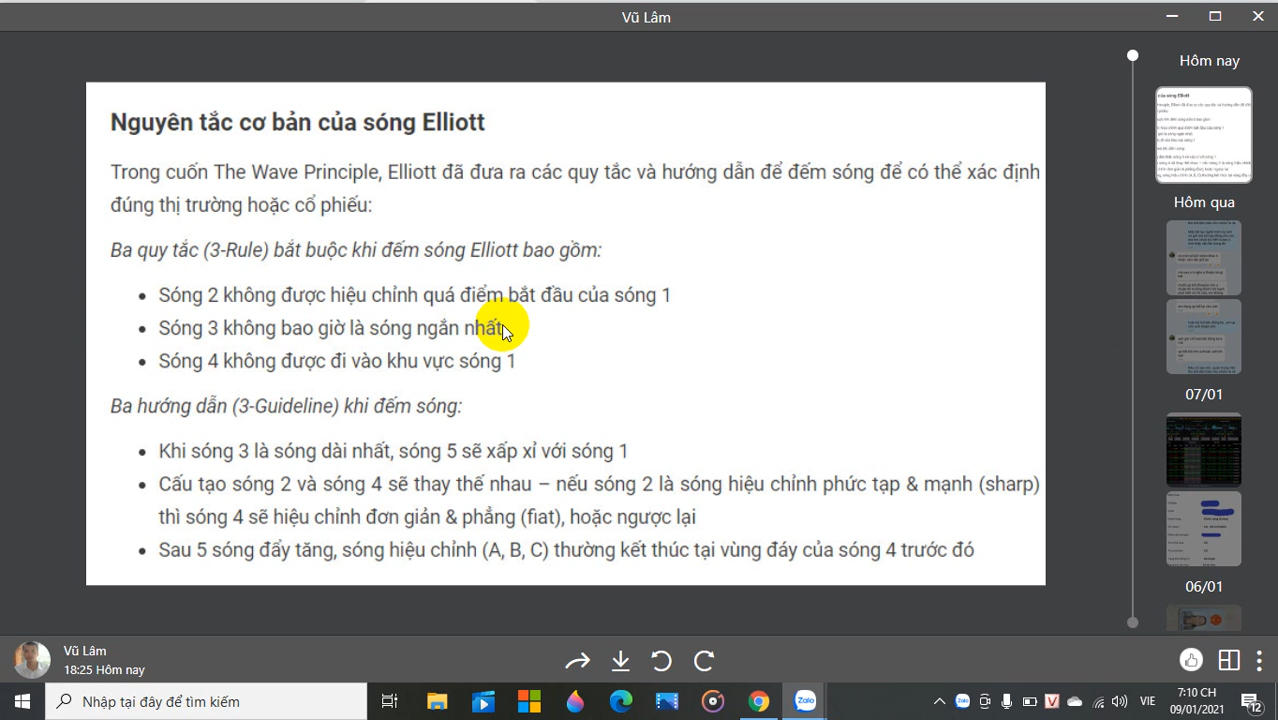 Vũ Lâm
Hôm nay
Nguyên tắc cơ bản của sóng Elliott
Trong cuốn The Wave Principle, Elliott đã đưa ra các quy tắc và hướng dẫn để đếm sóng để có thể xác định
đúng thị trường hoặc cổ phiếu:
Ba quy tắc (3-Rule) bắt buộc khi đếm sóng Elliott bao gồm:
Sóng 2 không được hiệu chỉnh quá điểm bắt đầu của sóng 1
Sóng 3 không bao giờ là sóng ngắn nhất
Sóng 4 không được đi vào khu vực sóng 1
Ba hướng dẫn (3-Guideline) khi đếm sóng:
Khi sóng 3 là sóng dài nhất, sóng 5 sẽ xấp xỉ với sóng 1
Cấu tạo sóng 2 và sóng 4 sẽ thay thế nhau – nếu sóng 2 là sóng hiệu chỉnh phức tạp & mạnh (sharp)
thì sóng 4 sẽ hiệu chỉnh đơn giản & phẳng (fiat), hoặc ngược lại
Sau 5 sóng đẩy tăng, sóng hiệu chỉnh (A, B, C) thường kết thúc tại vùng đáy của sóng 4 trước đó
Hôm qua
07/01
06/01
Vũ Lâm
18:25 Hôm nay
Nhập tại đây để tìm kiếm
Zalo
Zalo
V
VIE
7:10 CH
09/01/2021
12